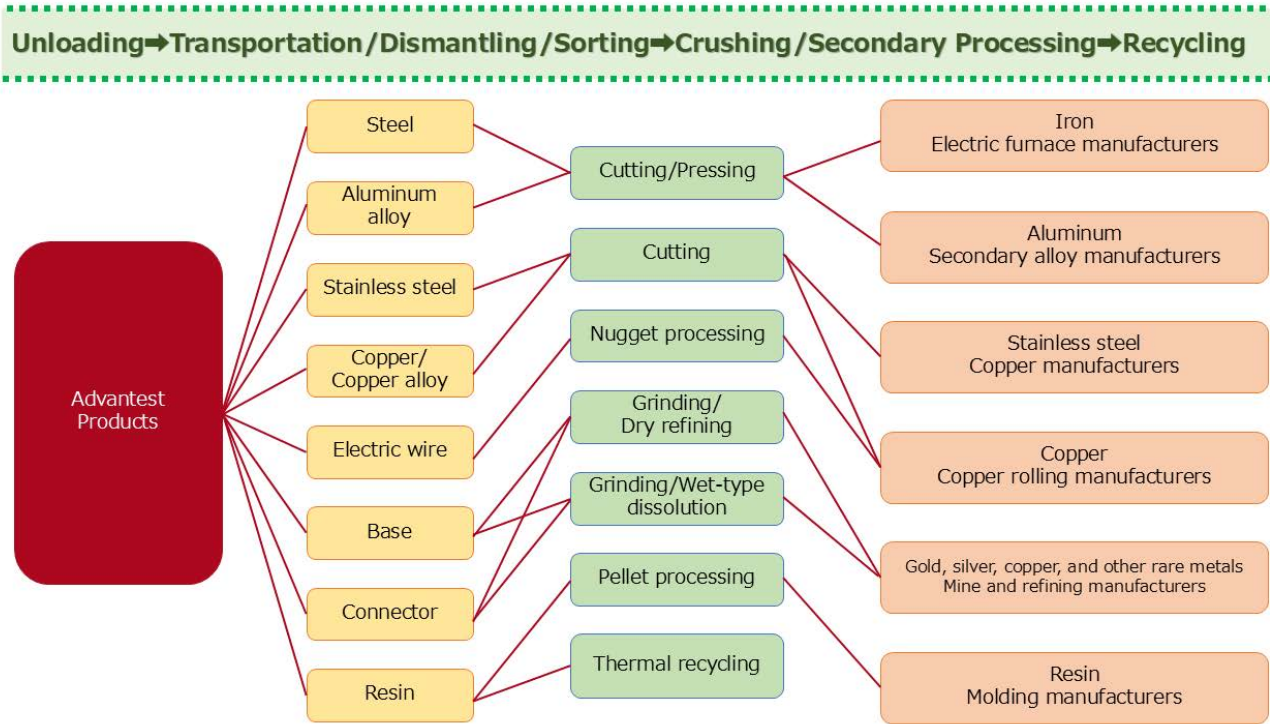 Unloading➡Transportation/Dismantling/Sorting➡Crushing/Secondary Processing➡Recycling
Advantest
Products
Steel
Aluminum
alloy
Stainless steel
Copper/
Copper alloy
Electric wire
Base
Connector
Resin
Cutting/Pressing
Cutting
Nugget processing
Grinding/
Dry refining
Grinding/Wet-type
dissolution
Pellet processing
Thermal recycling
Iron
Electric furnace manufacturers
Aluminum
Secondary alloy manufacturers
Stainless steel
Copper manufacturers
Copper
Copper rolling manufacturers
Gold, silver, copper, and other rare metals
Mine and refining manufacturers
Resin
Molding manufacturers